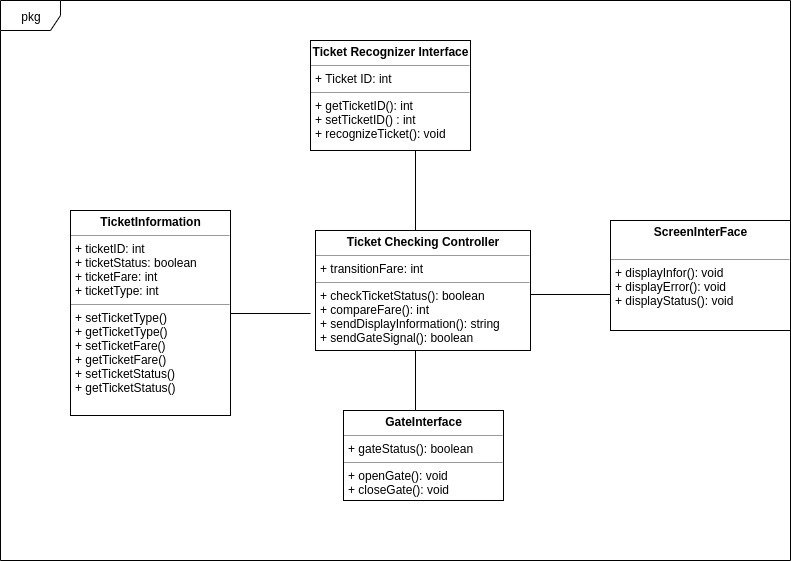 pkg
Ticket Recognizer Interface
+ Ticket ID: int
+ getTicketID(): int
+ setTicketID() : int
+ recognizeTicket(): void
TicketInformation
+ ticketID: int
+ ticketStatus: boolean
+ ticketFare: int
+ ticketType: int
+ setTicketType()
+ getTicketType()
+ setTicketFare()
+ getTicketFare()
+ setTicketStatus()
+ getTicketStatus()
Ticket Checking Controller
+ transitionFare: int
+ checkTicketStatus(): boolean
+ compareFare(): int
+ sendDisplayInformation(): string
+ sendGateSignal(): boolean
ScreenInterFace
+ displayInfor(): void
+ displayError(): void
+ displayStatus(): void
GateInterface
+ gateStatus(): boolean
+ openGate(): void
+ closeGate(): void